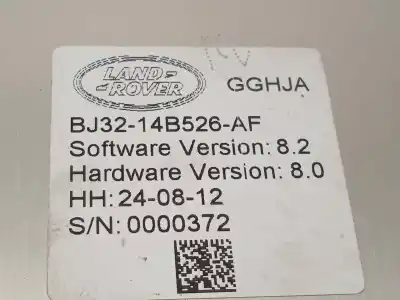 LAND
ROVER
GGHJA
BJ32-14B526-AF
Software Version: 8.2
Hardware Version: 8.0
HH: 24-08-12
S/N: 0000372